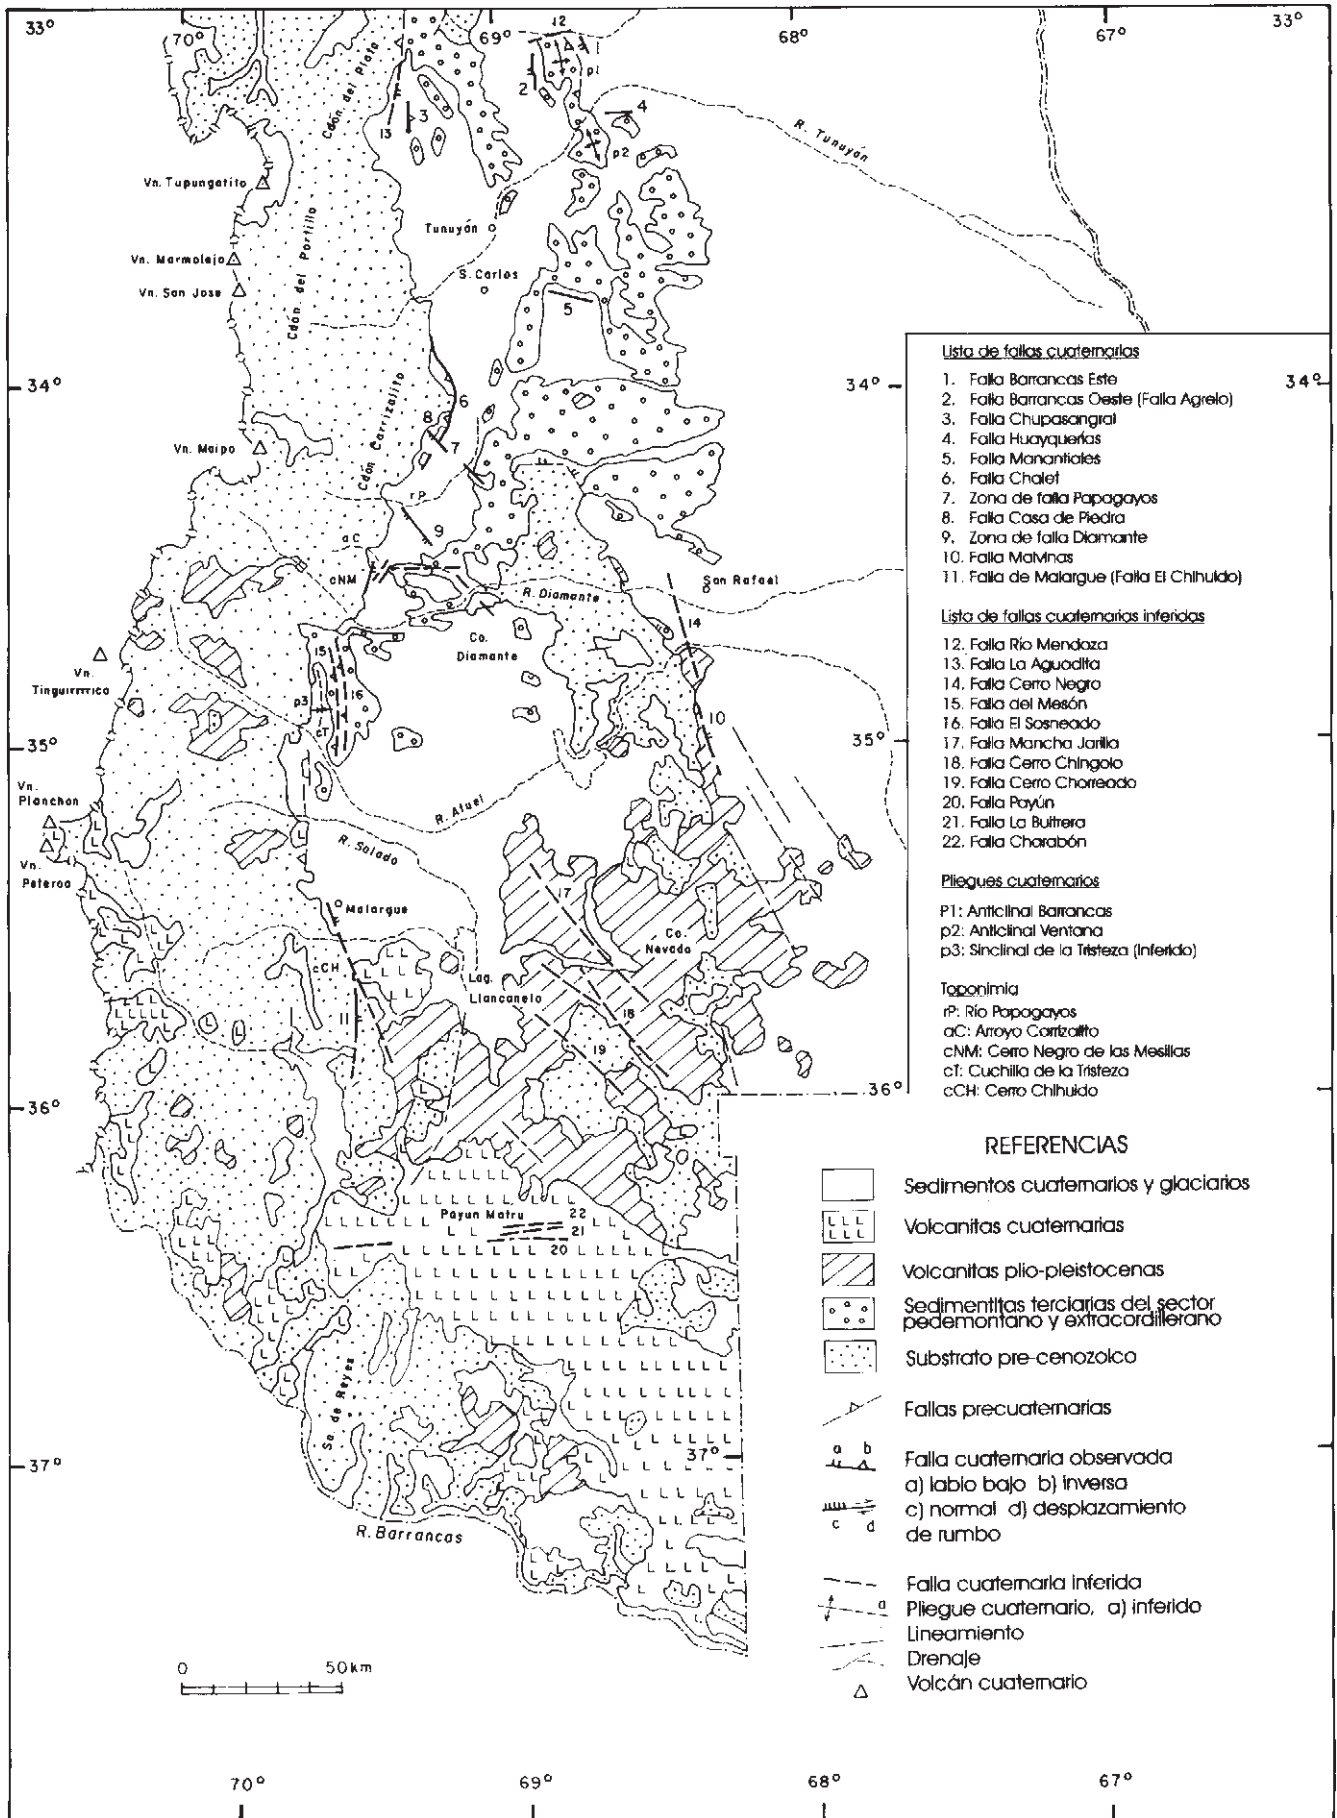 33°
70°
69°
12
68°
67°
33°
Cdón del Plata
p1
2
3
13
4
R. Tunuyán
p2
Vn. Tupungatito
Tunuyán
Vn. Marmolejo
Cdón del Portillo
S. Carlos
Vn. San Jose
5
34°
34°
34°
6
Cdón Carrizalito
8
7
Vn. Maipo
rP
9
aC
cNM
San Rafael
R. Diamante
14
Co.
Diamante
15
Vn.
Tinguiririca
16
p3
cT
10
35°
35°
Vn.
Planchon
R. Atuel
R. Salado
Vn.
Peteroa
17
Malargue
Co.
Nevado
cCH
Lag.
Llancanelo
11
18
19
36°
36°
Payun Matru
22
21
20
Sa. de Reyes
37°
37°
R. Barrancas
0 50km
70°
69°
68°
67°
Lista de fallas cuaternarias
1. Falla Barrancas Este
2. Falla Barrancas Oeste (Falla Agrelo)
3. Falla Chupasangral
4. Falla Huayquerías
5. Falla Manantiales
6. Falla Chalet
7. Zona de falla Papagayos
8. Falla Casa de Piedra
9. Zona de falla Diamante
10. Falla Malvinas
11. Falla de Malargue (Falla El Chihuido)
Lista de fallas cuaternarias inferidas
12. Falla Río Mendoza
13. Falla La Aguadita
14. Falla Cerro Negro
15. Falla del Mesón
16. Falla El Sosneado
17. Falla Mancha Jarilla
18. Falla Cerro Chingolo
19. Falla Cerro Chorreado
20. Falla Payún
21. Falla La Buitrera
22. Falla Charabón
Pliegues cuaternarios
P1: Anticlinal Barrancas
p2: Anticlinal Ventana
p3: Sinclinal de la Tristeza (Inferido)
Toponimia
rP: Río Papagayos
aC: Arroyo Carrizalito
cNM: Cerro Negro de las Mesillas
cT: Cuchilla de la Tristeza
cCH: Cerro Chihuido
REFERENCIAS
Sedimentos cuaternarios y glaciarios
Volcanitas cuaternarias
Volcanitas plio-pleistocenas
Sedimentitas terciarias del sector
pedemontano y extracordillerano
Substrato pre-cenozoico
Fallas precuaternarias
a b
Falla cuaternaria observada
a) labio bajo b) inversa
c) normal d) desplazamiento
c d
de rumbo
Falla cuaternaria inferida
a
Pliegue cuaternario, a) inferido
Lineamiento
Drenaje
Volcán cuaternario